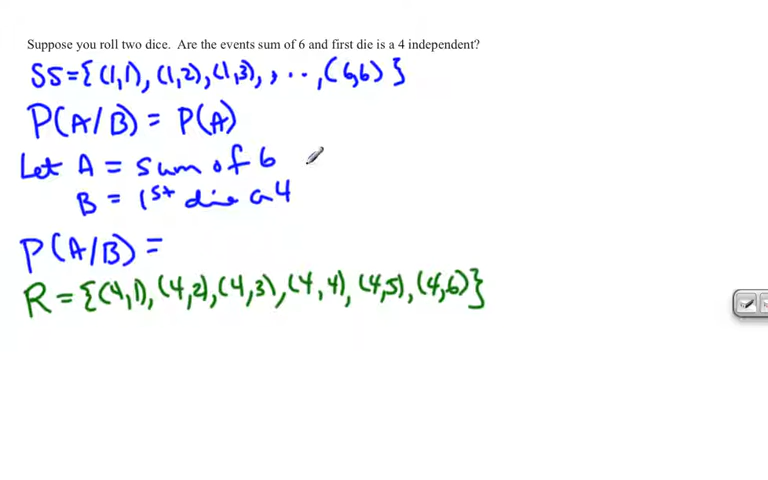 Suppose you roll two dice. Are the events sum of 6 and first die is a 4 independent?
SS={(1,1), (1,2), (1,3), , ..., (6,6)}
P(A/B) = P(A)
Let A = sum of 6
B = 1st die a 4
P(A/B) =
R = {(4,1), (4,2), (4,3), (4,4), (4,5), (4,6)}